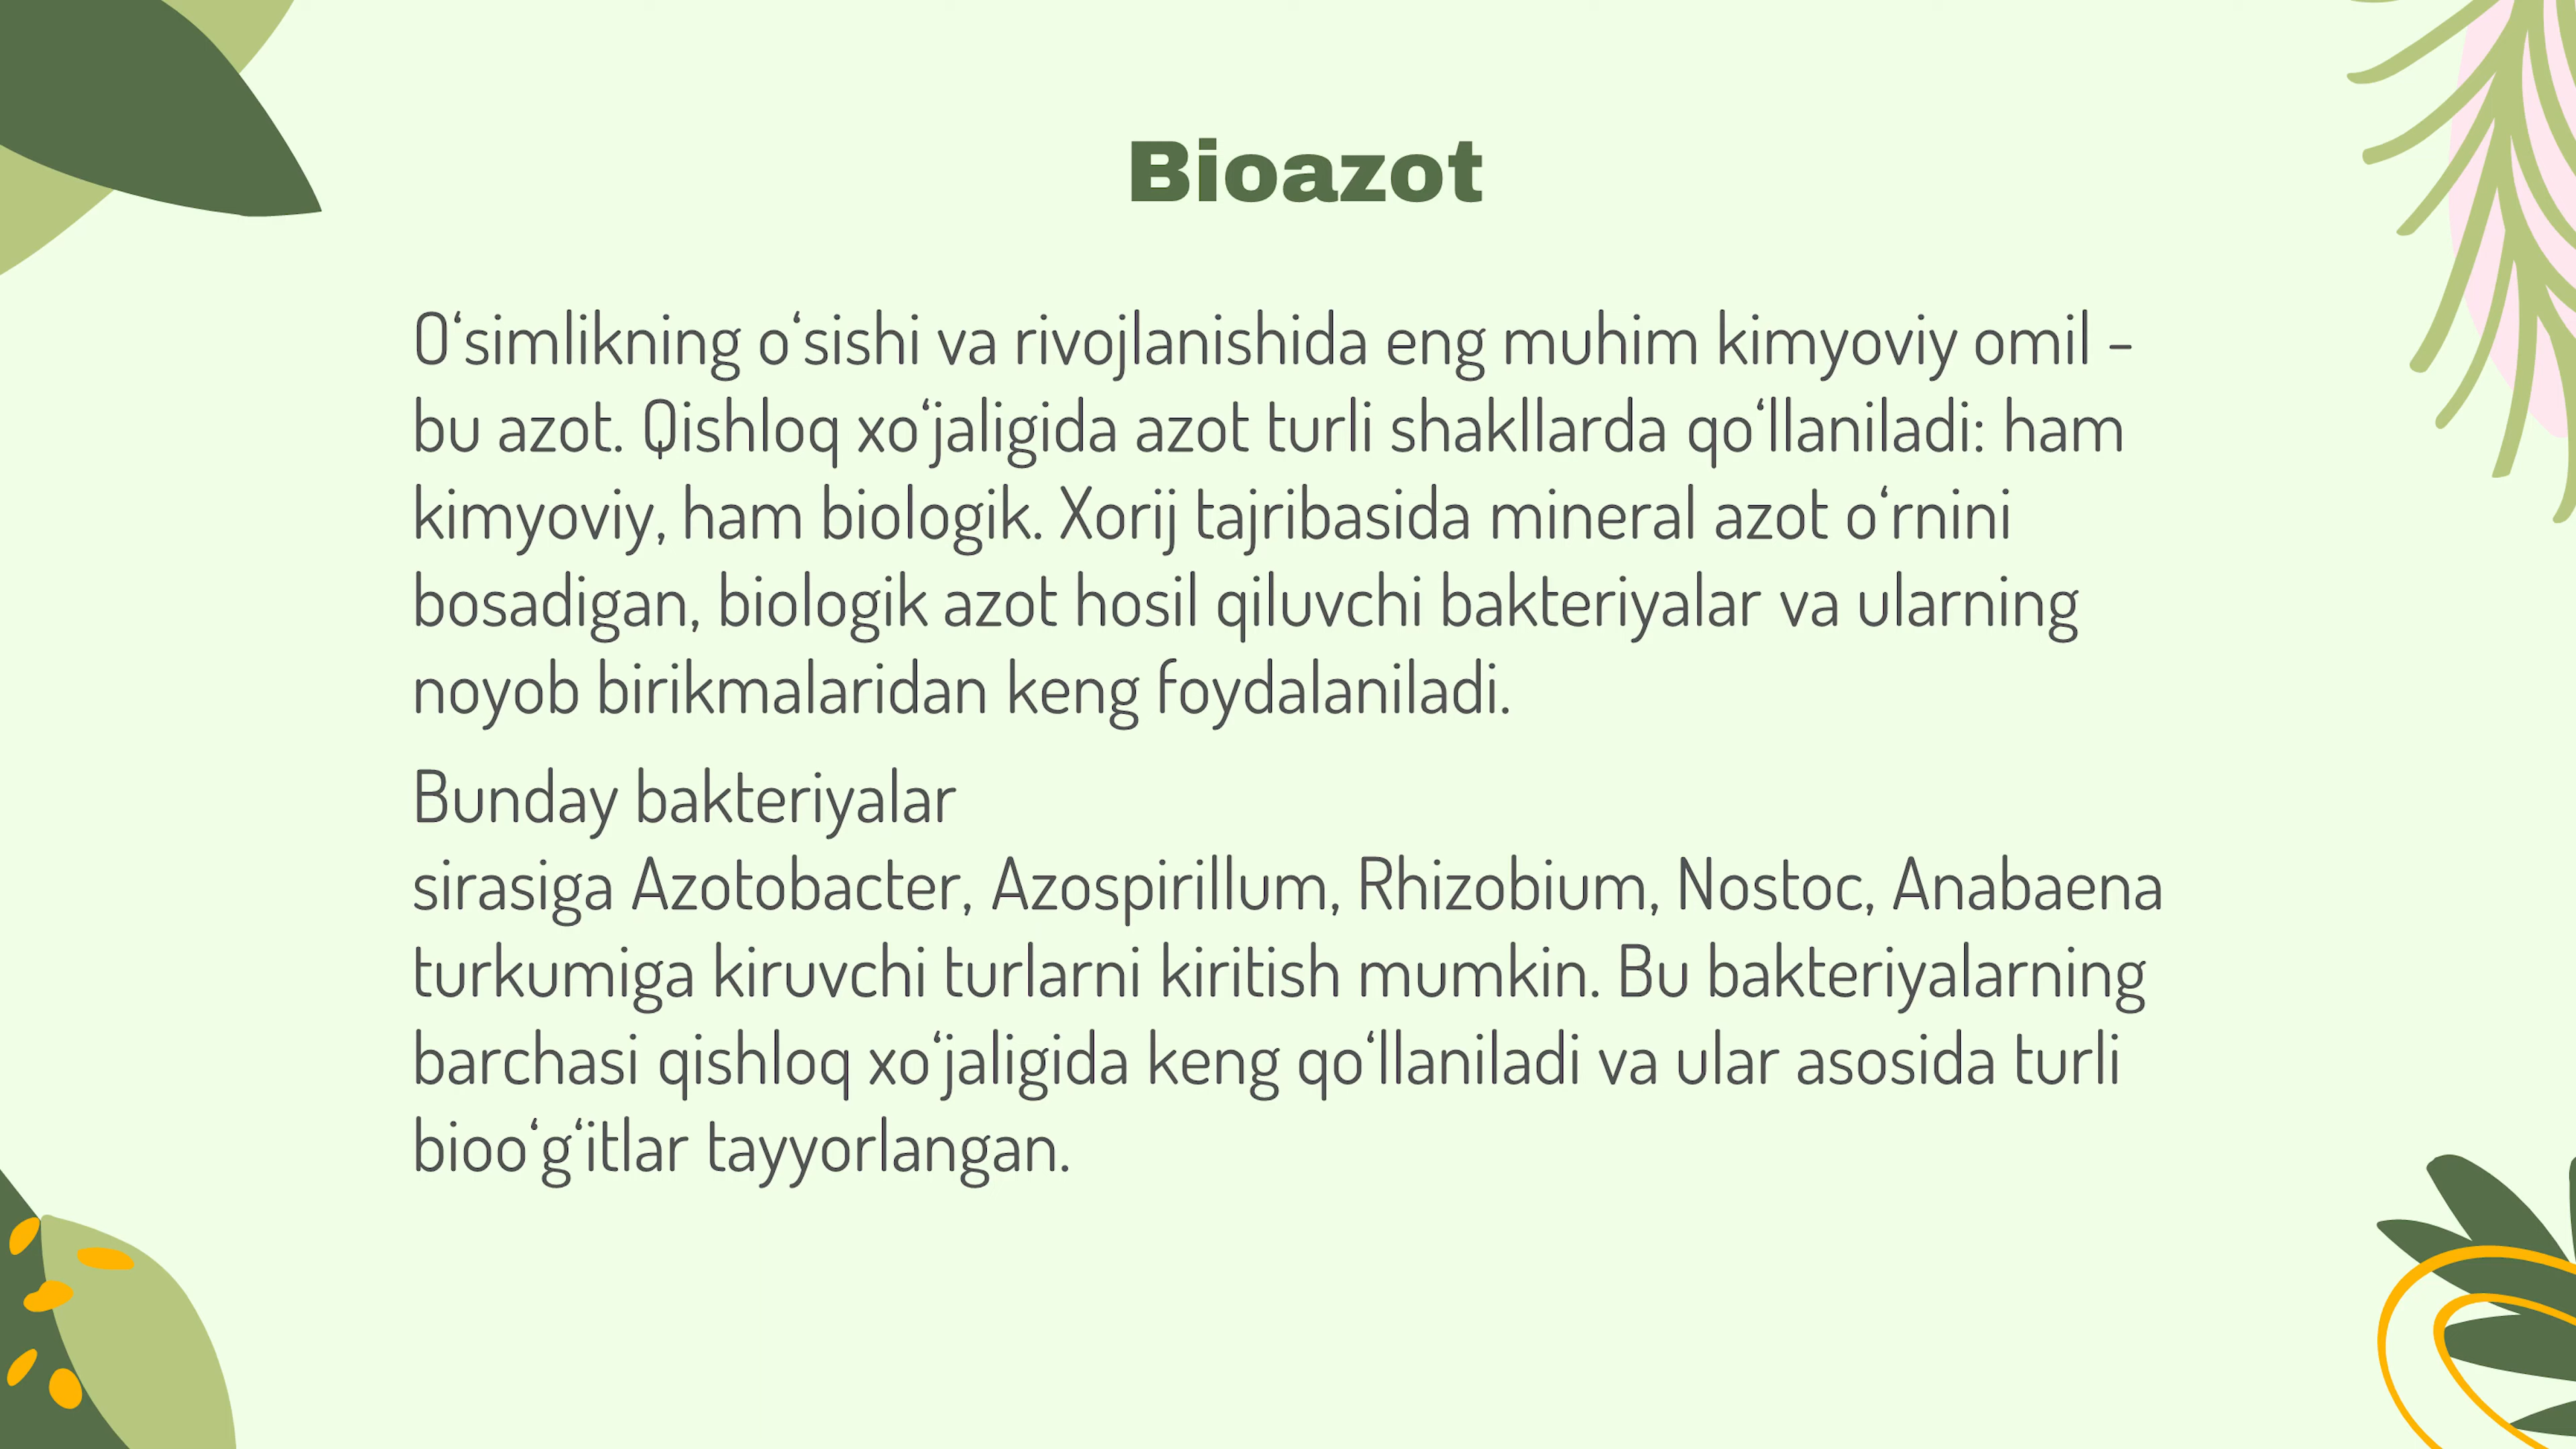 Bioazot
O‘simlikning o‘sishi va rivojlanishida eng muhim kimyoviy omil -
bu azot. Qishloq xo‘jaligida azot turli shakllarda qo‘llaniladi: ham
kimyoviy, ham biologik. Xorij tajribasida mineral azot o‘rnini
bosadigan, biologik azot hosil qiluvchi bakteriyalar va ularning
noyob birikmalaridan keng foydalaniladi.
Bunday bakteriyalar
sirasiga Azotobacter, Azospirillum, Rhizobium, Nostoc, Anabaena
turkumiga kiruvchi turlarni kiritish mumkin. Bu bakteriyalarning
barchasi qishloq xo‘jaligida keng qo‘llaniladi va ular asosida turli
bioo‘g‘itlar tayyorlangan.